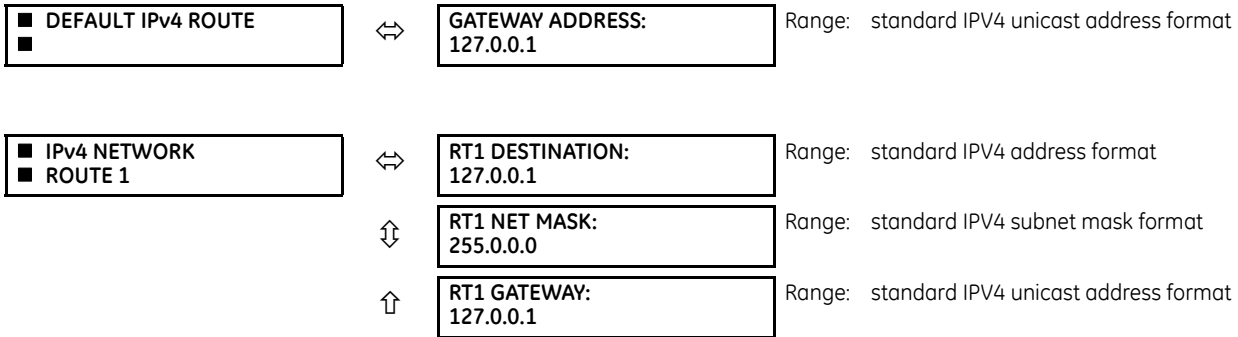 ■ DEFAULT IPv4 ROUTE
■
⇔
GATEWAY ADDRESS:
127.0.0.1
Range: standard IPV4 unicast address format
■ IPv4 NETWORK
■ ROUTE 1
⇔
RT1 DESTINATION:
127.0.0.1
Range: standard IPV4 address format
⇕
RT1 NET MASK:
255.0.0.0
Range: standard IPV4 subnet mask format
⇧
RT1 GATEWAY:
127.0.0.1
Range: standard IPV4 unicast address format